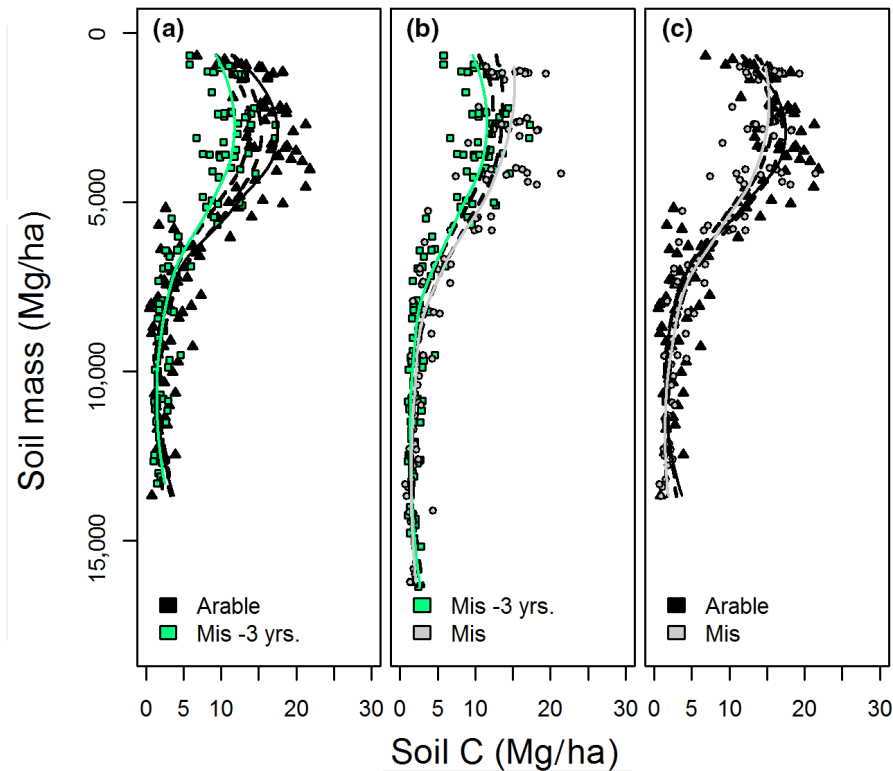 (a) (b) (c)
Soil mass (Mg/ha)
0
5,000
10,000
15,000
Arable
Mis -3 yrs.
Mis -3 yrs.
Mis
Arable
Mis
0 5 10 20 30 0 5 10 20 30 0 5 10 20 30
Soil C (Mg/ha)